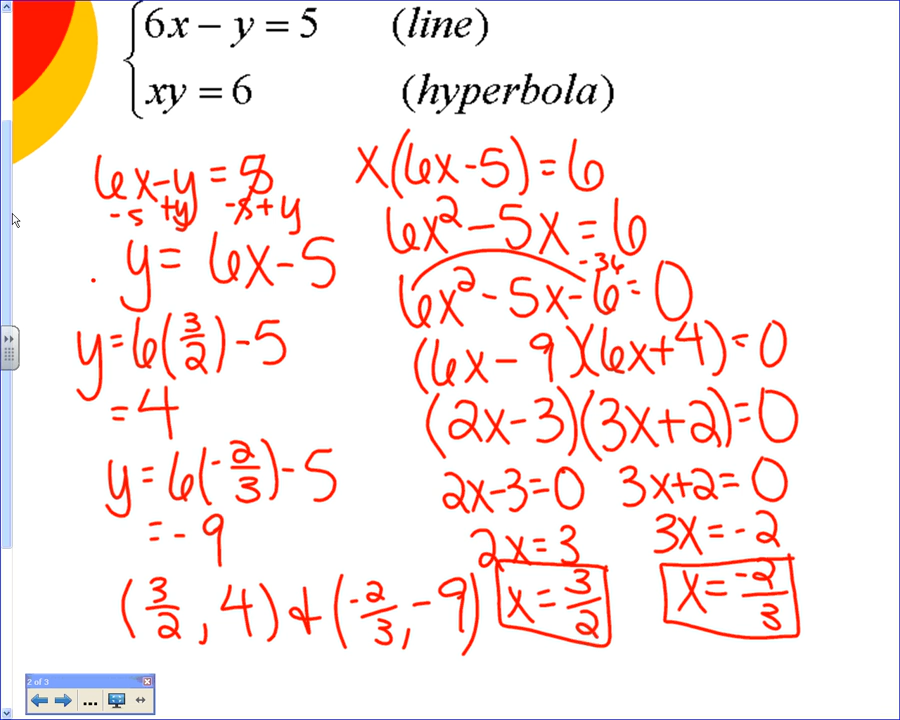 6x − y = 5 (line)
xy = 6 (hyperbola)
6x-y = 5
-5 +y -5 + y
y = 6x-5
y=6(3/2)-5
=4
y=6(-2/3)-5
=-9
(3/2, 4) & (-2/3, -9)
x(6x-5)=6
6x²-5x=6
-36
6x²-5x-6=0
(6x-9)(6x+4)=0
(2x-3)(3x+2)=0
2x-3=0 3x+2=0
2x=3 3x=-2
x=3/2 x=-2/3
2 of 3